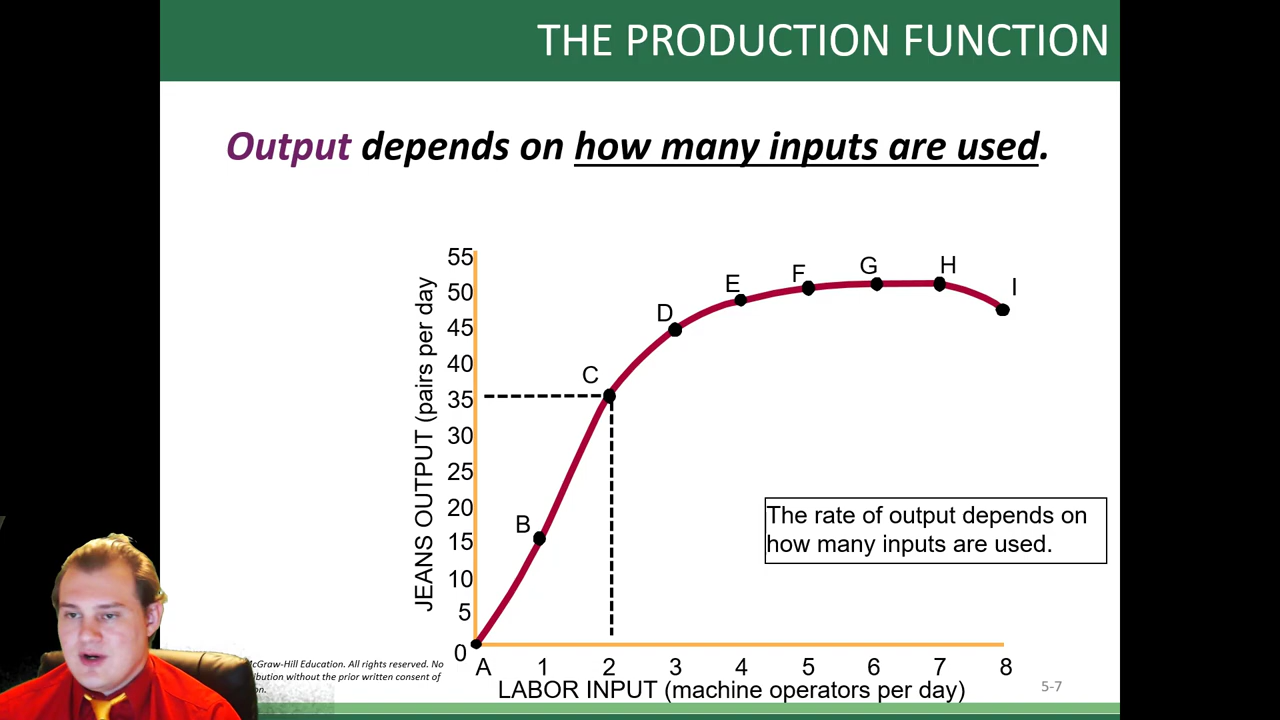 THE PRODUCTION FUNCTION
Output depends on how many inputs are used.
55
50
45
40
35
30
25
20
15
10
5
0
JEANS OUTPUT (pairs per day
A
B
C
D
E
F
G
H
I
The rate of output depends on
how many inputs are used.
1 2 3 4 5 6 7 8
LABOR INPUT (machine operators per day)
McGraw-Hill Education. All rights reserved. No
without the prior written consent of
5-7